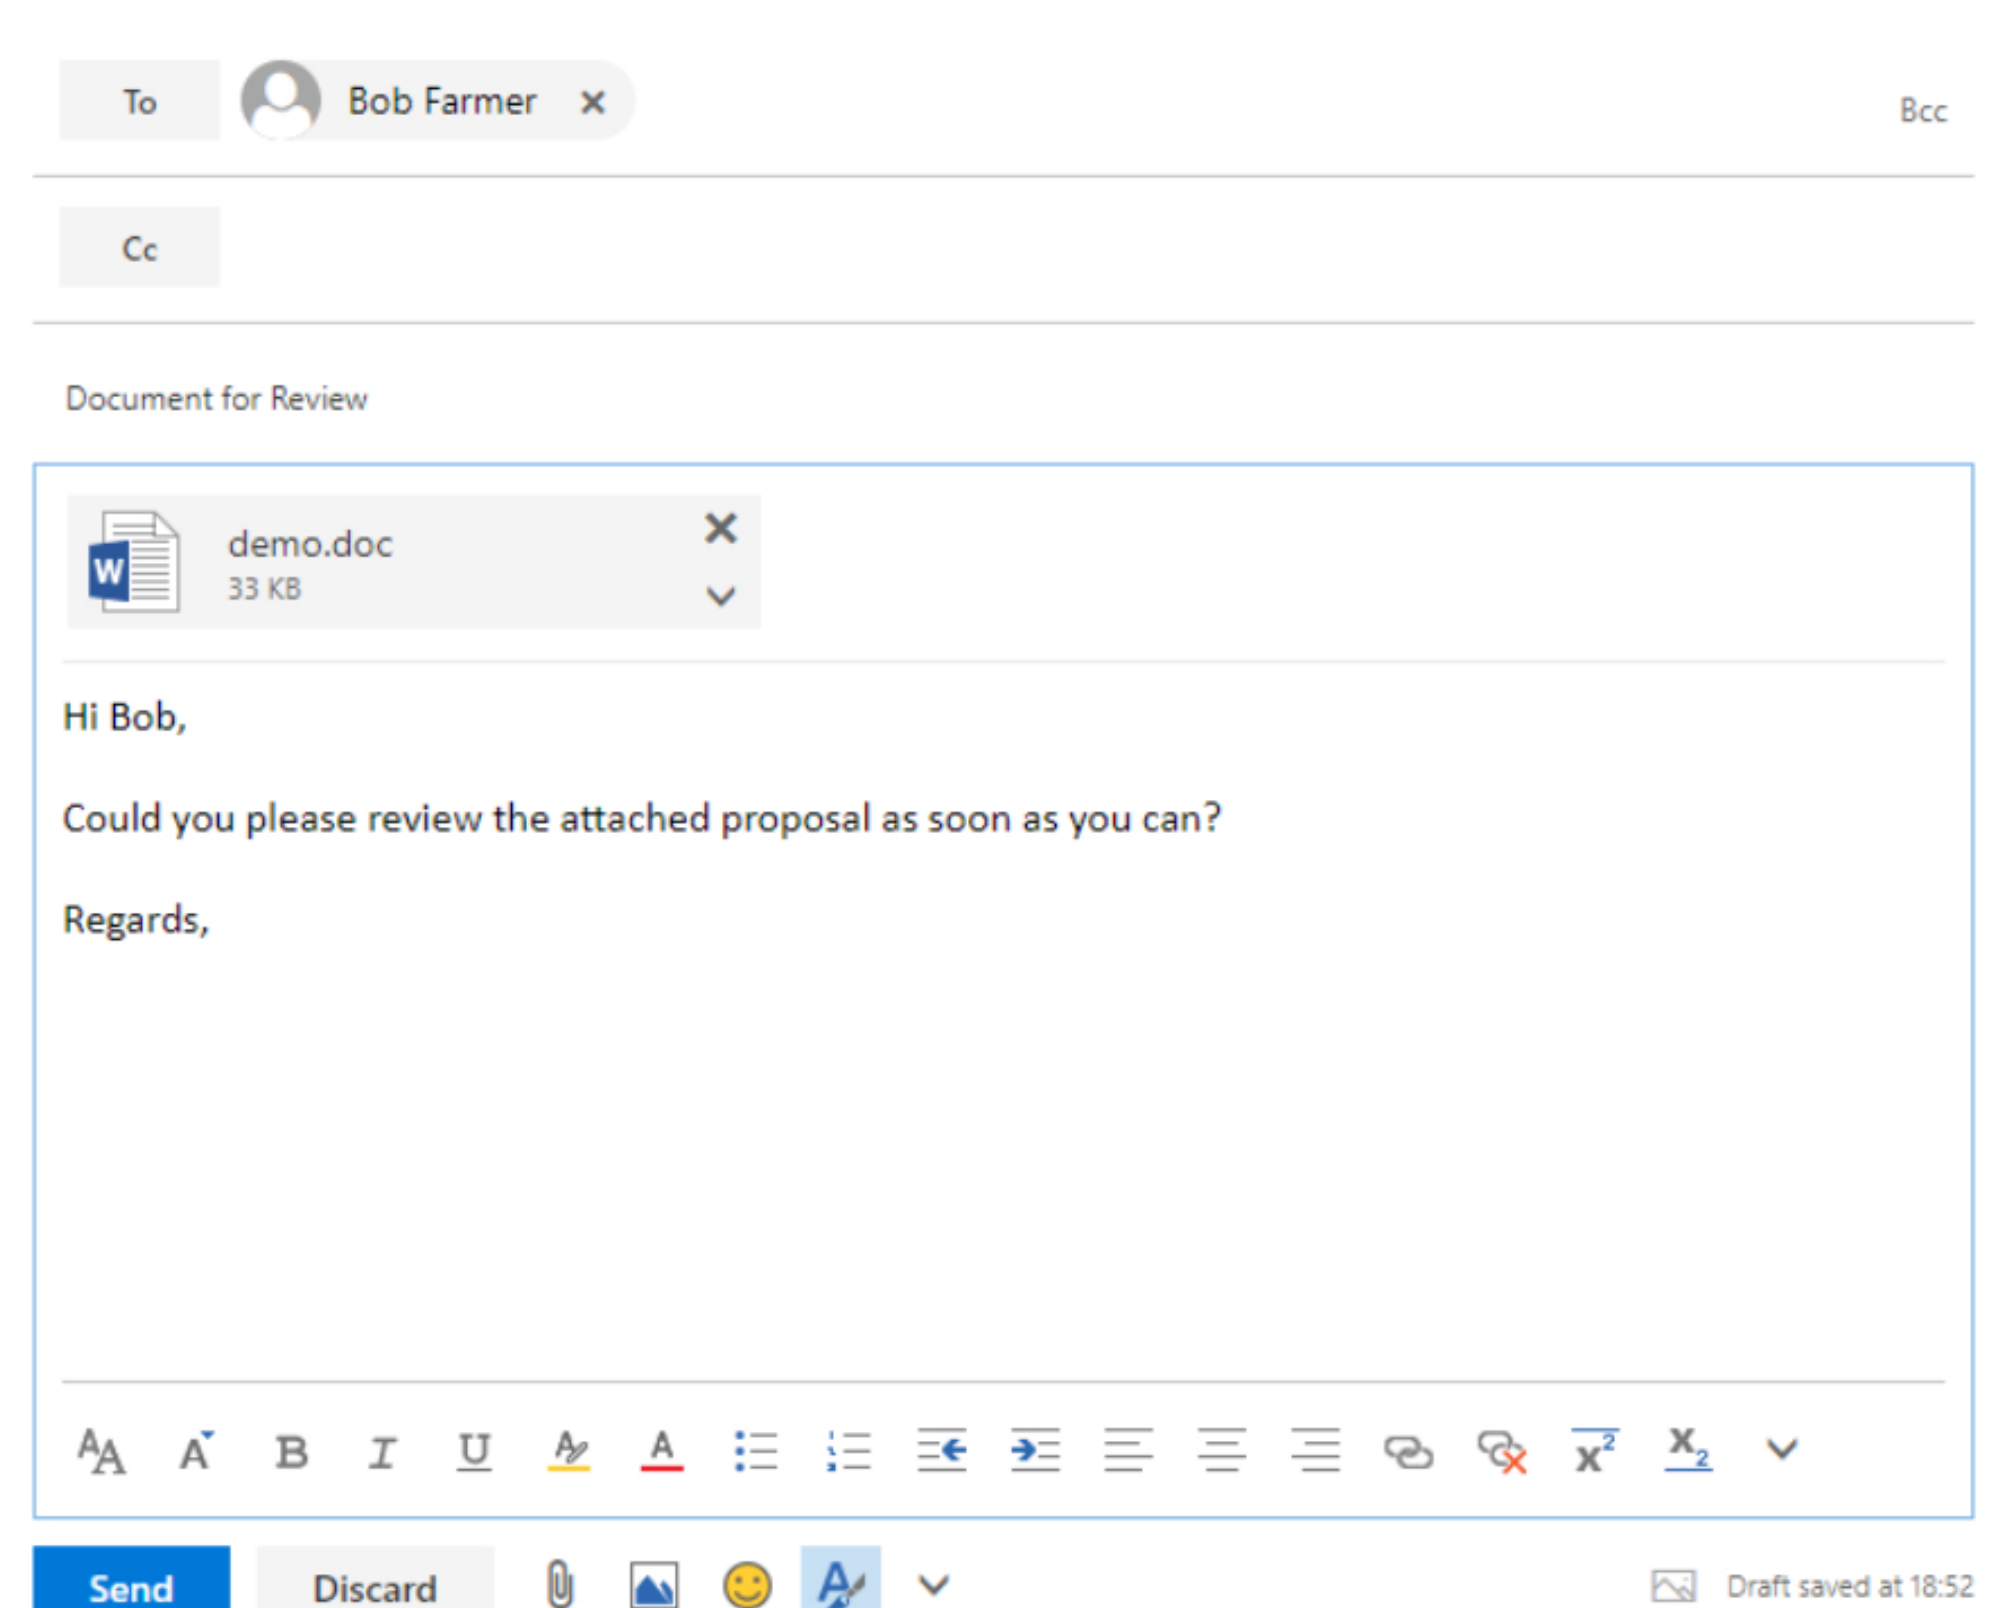 To Bob Farmer Bcc
Cc
Document for Review
W
demo.doc
33 KB
Hi Bob,
Could you please review the attached proposal as soon as you can?
Regards,
Send Discard Draft saved at 18:52